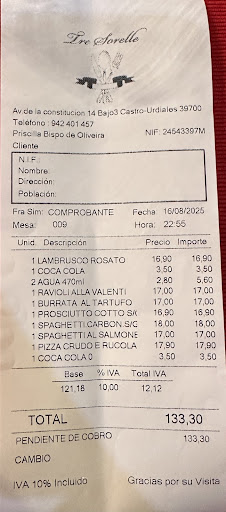 Tre Sorelle
Av.de la constitucion 14 Bajo3 Castro-Urdiales 39700
Teléfono : 942 401 457
Priscilla Bispo de Oliveira NIF: 24543397M
Cliente
N.I.F.:
Nombre:
Dirección:
Población:
Fra Sim: COMPROBANTE Fecha: 16/08/2025
Mesa: 009 Hora: 22:55
Unid. Descripción Precio Importe
1 LAMBRUSCO ROSATO 16,90 16,90
1 COCA COLA 3,50 3,50
2 AGUA 470ml 2,80 5,60
1 RAVIOLI ALLA VALENTI 17,00 17,00
1 BURRATA AL TARTUFO 17,00 17,00
1 PROSCIUTTO COTTO S/G 16,90 16,90
1 SPAGHETTI CARBON.S/G 18,00 18,00
1 SPAGHETTI AL SALMONE 17,00 17,00
1 PIZZA CRUDO E RUCOLA 17,90 17,90
1 COCA COLA 0 3,50 3,50
Base % IVA Total IVA
121,18 10,00 12,12
TOTAL 133,30
PENDIENTE DE COBRO 133,30
CAMBIO
IVA 10% Incluido Gracias por su Visita